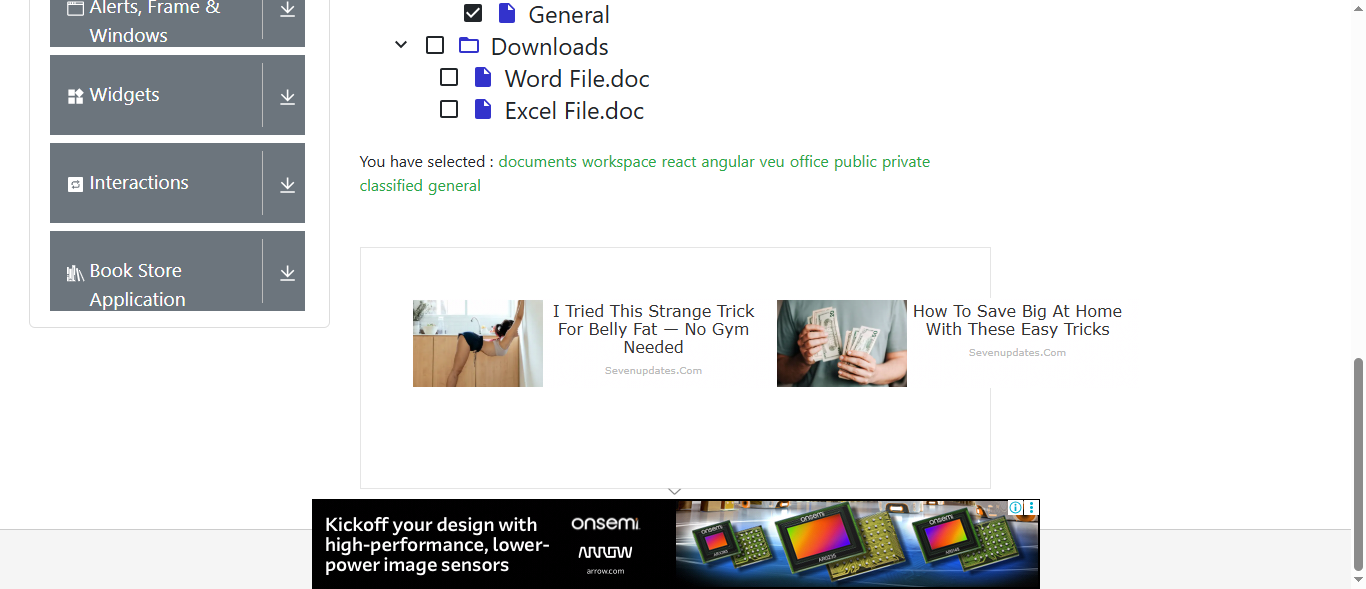 Alerts, Frame &
Windows
Widgets
Interactions
Book Store
Application
General
Downloads
Word File.doc
Excel File.doc
You have selected : documents workspace react angular veu office public private
classified general
I Tried This Strange Trick
For Belly Fat — No Gym
Needed
Sevenupdates.Com
How To Save Big At Home
With These Easy Tricks
Sevenupdates.Com
Kickoff your design with
high-performance, lower-
power image sensors
onsemi
ARROW
arrow.com
onsemi
onsemi
onsemi